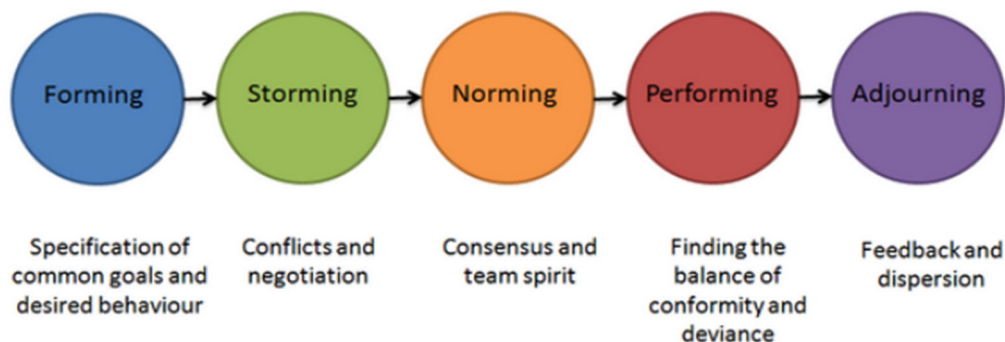 Forming
Storming
Norming
Performing
Adjourning
Specification of
common goals and
desired behaviour
Conflicts and
negotiation
Consensus and
team spirit
Finding the
balance of
conformity and
deviance
Feedback and
dispersion